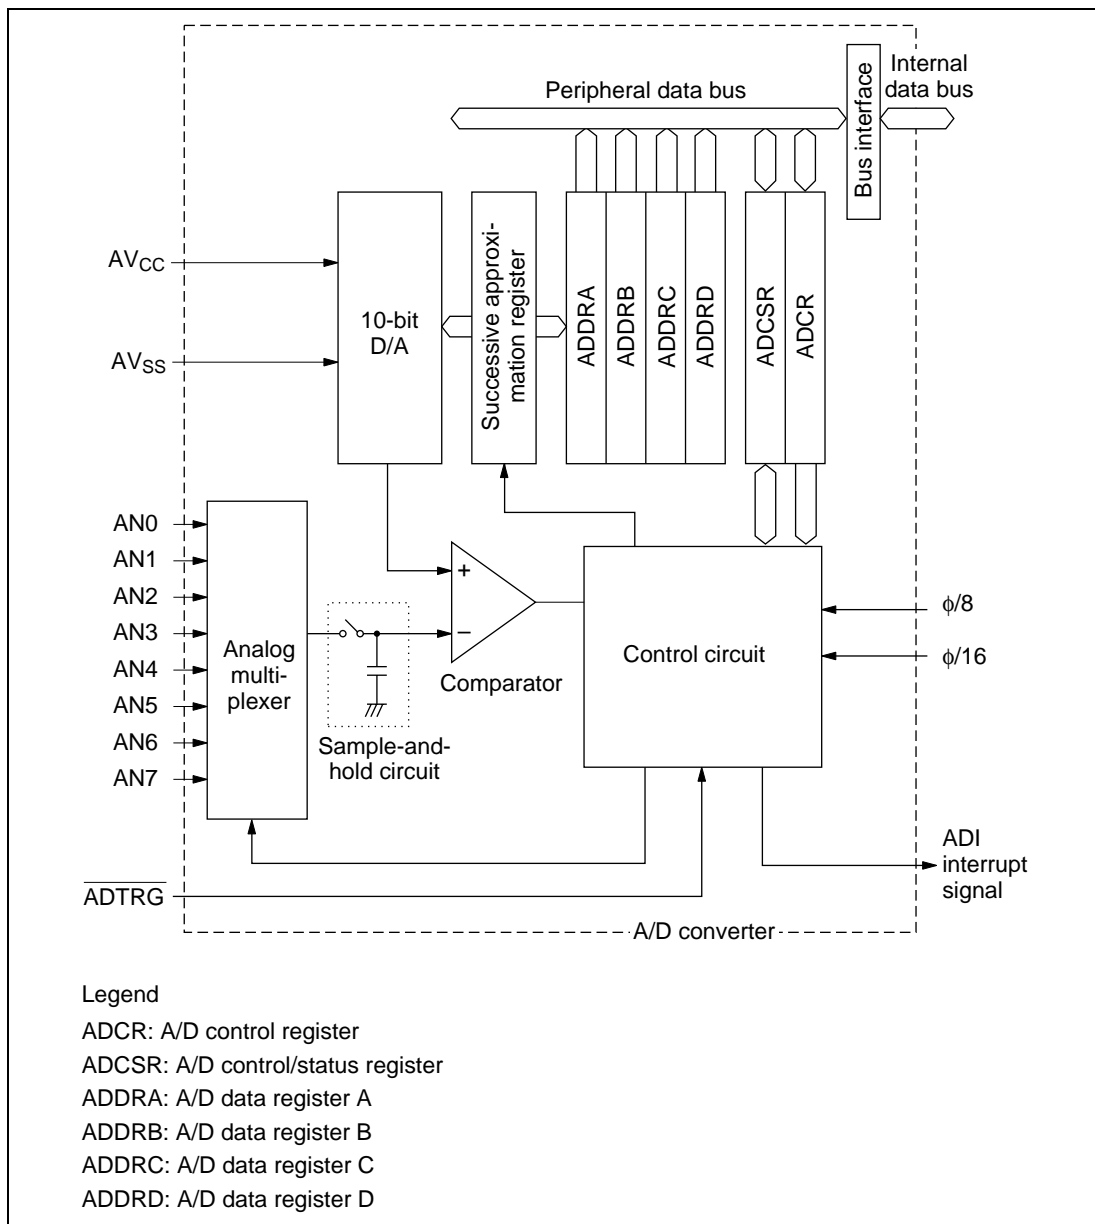 Peripheral data bus
Internal
data bus
Bus interface
AVCC
AVSS
10-bit
D/A
Successive approxi-
mation register
ADDRA
ADDRB
ADDRC
ADDRD
ADCSR
ADCR
AN0
AN1
AN2
AN3
AN4
AN5
AN6
AN7
Analog
multi-
plexer
+
−
Comparator
Sample-and-
hold circuit
Control circuit
ϕ/8
ϕ/16
ADTRG
ADI
interrupt
signal
A/D converter
Legend
ADCR: A/D control register
ADCSR: A/D control/status register
ADDRA: A/D data register A
ADDRB: A/D data register B
ADDRC: A/D data register C
ADDRD: A/D data register D